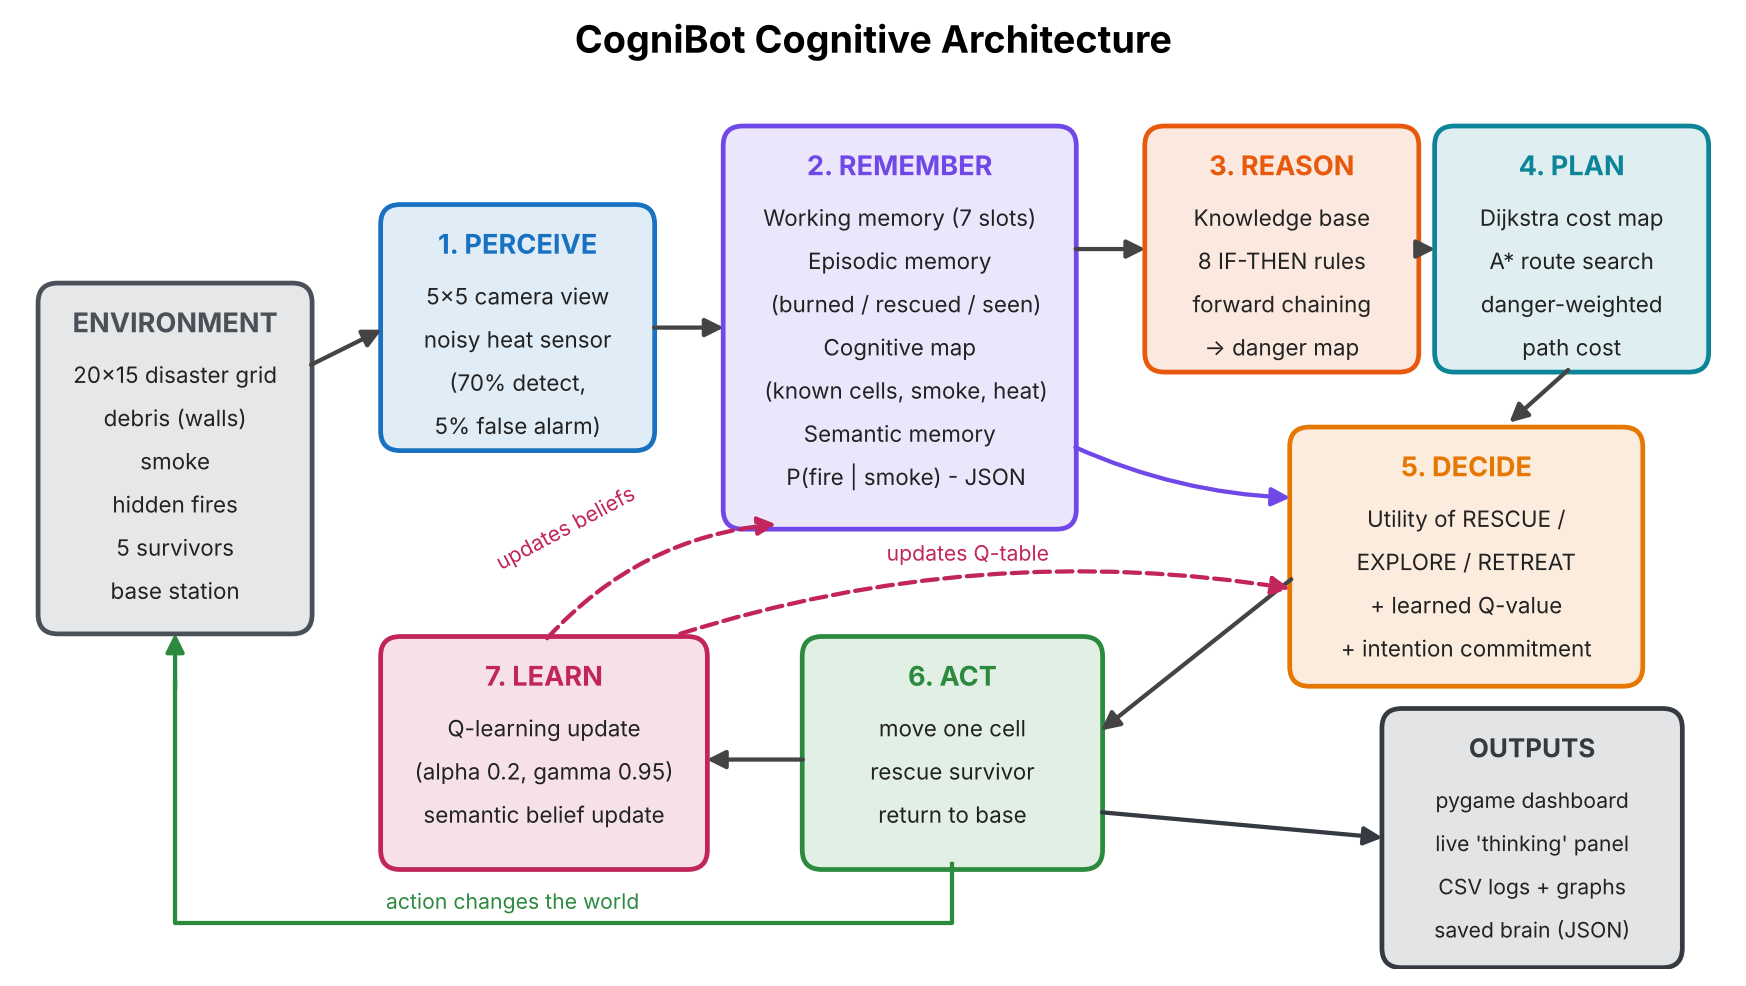 CogniBot Cognitive Architecture
ENVIRONMENT
20×15 disaster grid
debris (walls)
smoke
hidden fires
5 survivors
base station
1. PERCEIVE
5×5 camera view
noisy heat sensor
(70% detect,
5% false alarm)
2. REMEMBER
Working memory (7 slots)
Episodic memory
(burned / rescued / seen)
Cognitive map
(known cells, smoke, heat)
Semantic memory
P(fire | smoke) - JSON
3. REASON
Knowledge base
8 IF-THEN rules
forward chaining
→ danger map
4. PLAN
Dijkstra cost map
A* route search
danger-weighted
path cost
5. DECIDE
Utility of RESCUE /
EXPLORE / RETREAT
+ learned Q-value
+ intention commitment
updates beliefs
updates Q-table
7. LEARN
Q-learning update
(alpha 0.2, gamma 0.95)
semantic belief update
6. ACT
move one cell
rescue survivor
return to base
OUTPUTS
pygame dashboard
live 'thinking' panel
CSV logs + graphs
saved brain (JSON)
action changes the world